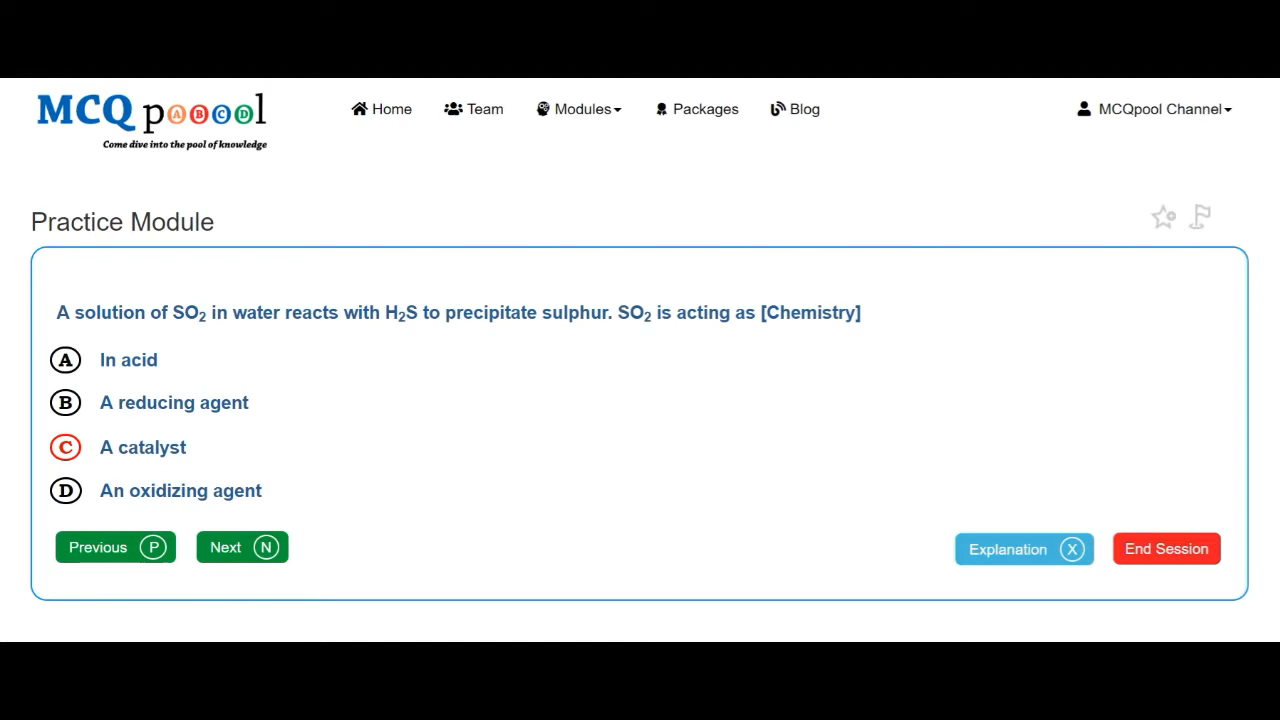 MCQ pABCDl
Come dive into the pool of knowledge
Home Team Modules Packages Blog MCQpool Channel
Practice Module
A solution of SO₂ in water reacts with H₂S to precipitate sulphur. SO₂ is acting as [Chemistry]
A In acid
B A reducing agent
C A catalyst
D An oxidizing agent
Previous P Next N Explanation X End Session